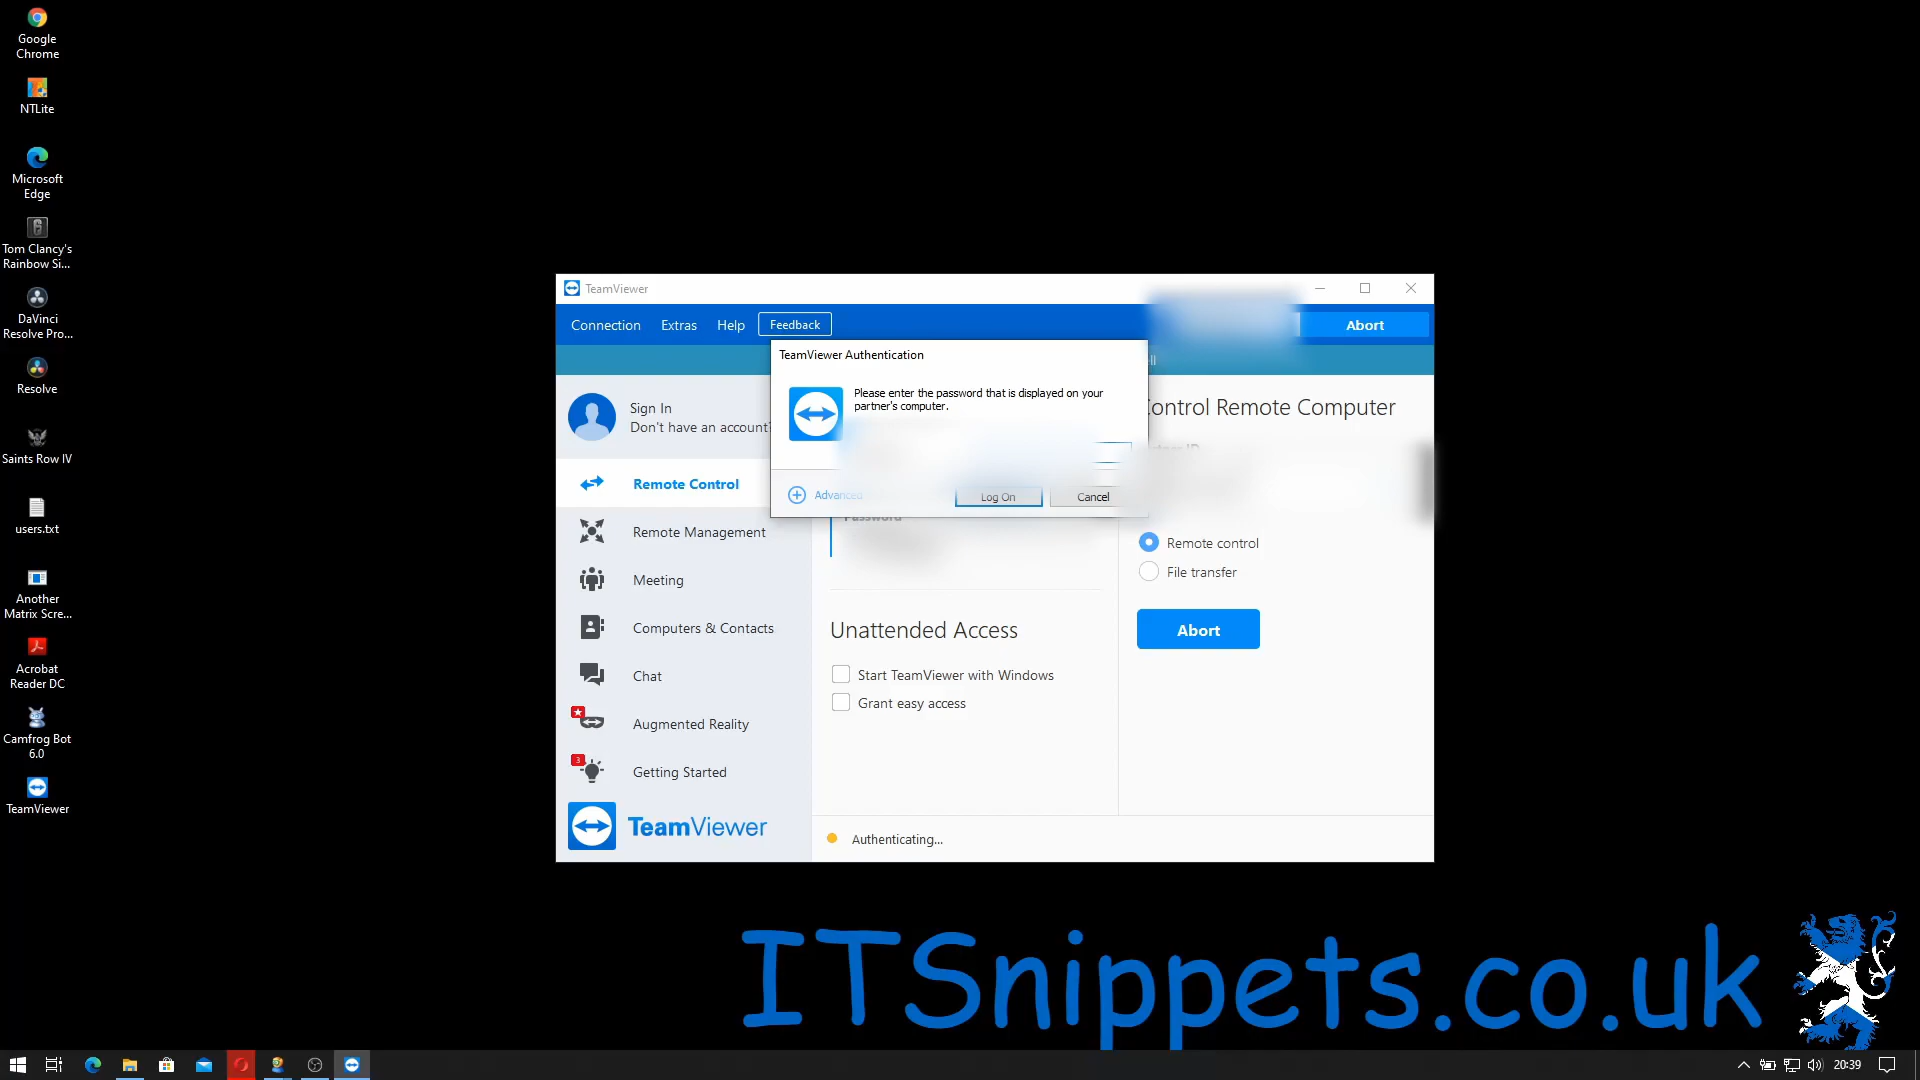 Google
Chrome
NTLite
Microsoft
Edge
Tom Clancy's
Rainbow Si...
DaVinci
Resolve Pro...
Resolve
Saints Row IV
users.txt
Another
Matrix Scre...
Acrobat
Reader DC
Camfrog Bot
6.0
TeamViewer
TeamViewer
Connection Extras Help Feedback Abort
TeamViewer Authentication
Please enter the password that is displayed on your
partner's computer.
Advanced Log On Cancel
Sign In
Don't have an account?
Remote Control
Remote Management
Meeting
Computers & Contacts
Chat
Augmented Reality
3
Getting Started
TeamViewer
Password
Unattended Access
Start TeamViewer with Windows
Grant easy access
Authenticating...
Control Remote Computer
Remote control
File transfer
Abort
ITSnippets.co.uk
20:39